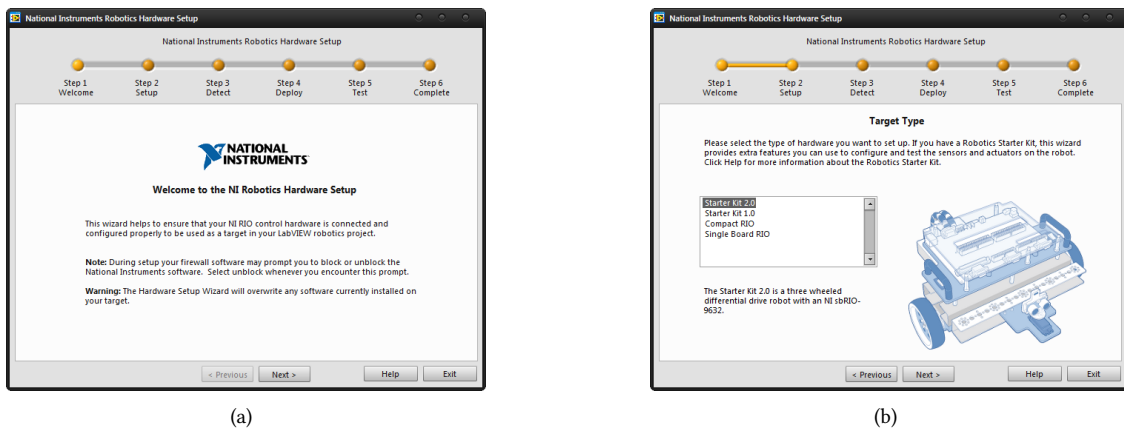 National Instruments Robotics Hardware Setup
National Instruments Robotics Hardware Setup
Step 1 Step 2 Step 3 Step 4 Step 5 Step 6
Welcome Setup Detect Deploy Test Complete
NATIONAL
INSTRUMENTS
Welcome to the NI Robotics Hardware Setup
This wizard helps to ensure that your NI RIO control hardware is connected and
configured properly to be used as a target in your LabVIEW robotics project.
Note: During setup your firewall software may prompt you to block or unblock the
National Instruments software. Select unblock whenever you encounter this prompt.
Warning: The Hardware Setup Wizard will overwrite any software currently installed on
your target.
< Previous Next > Help Exit
(a)
National Instruments Robotics Hardware Setup
National Instruments Robotics Hardware Setup
Step 1 Step 2 Step 3 Step 4 Step 5 Step 6
Welcome Setup Detect Deploy Test Complete
Target Type
Please select the type of hardware you want to set up. If you have a Robotics Starter Kit, this wizard
provides extra features you can use to configure and test the sensors and actuators on the robot.
Click Help for more information about the Robotics Starter Kit.
Starter Kit 2.0
Starter Kit 1.0
Compact RIO
Single Board RIO
The Starter Kit 2.0 is a three wheeled
differential drive robot with an NI sbRIO-
9632.
< Previous Next > Help Exit
(b)